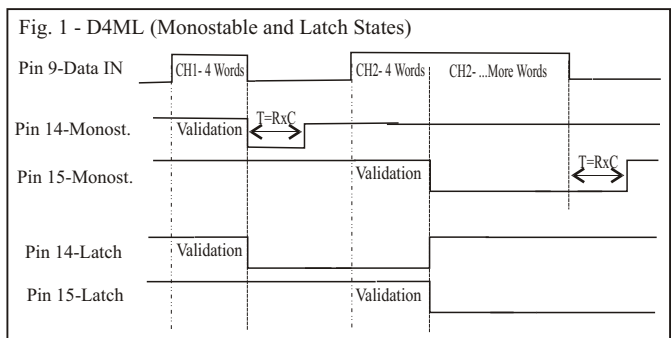 Fig. 1 - D4ML (Monostable and Latch States)
Pin 9-Data IN CH1- 4 Words CH2- 4 Words CH2- ...More Words
Pin 14-Monost. Validation T=RxC
Pin 15-Monost. Validation T=RxC
Pin 14-Latch Validation
Pin 15-Latch Validation